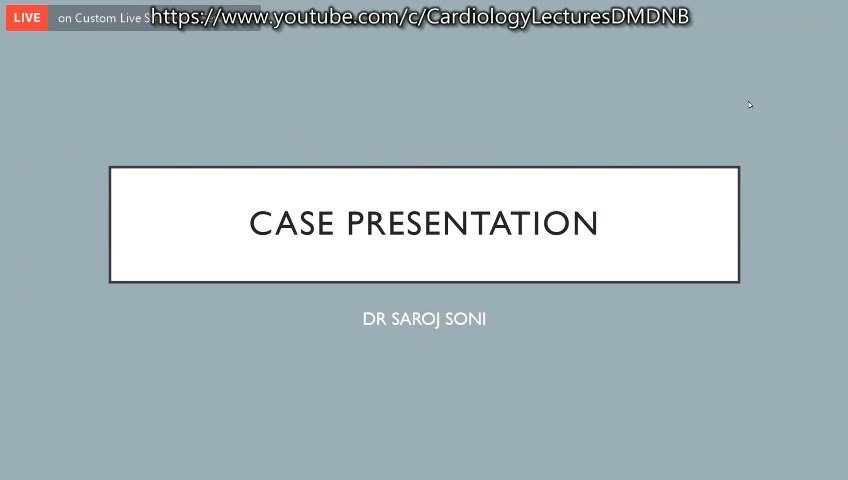 LIVE on Custom Live S
https://www.youtube.com/c/CardiologyLecturesDMDNB
CASE PRESENTATION
DR SAROJ SONI